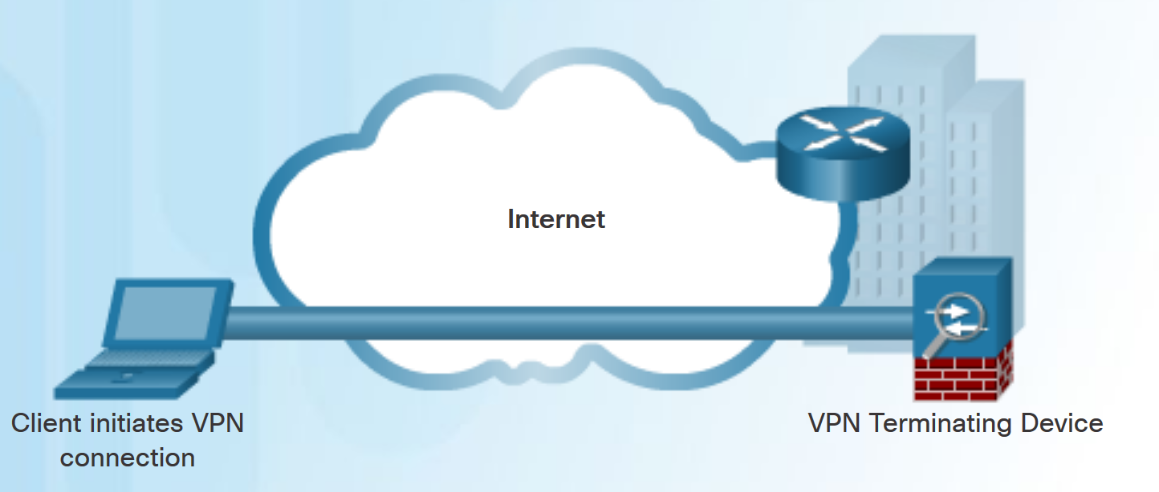 Internet
Client initiates VPN
connection
VPN Terminating Device